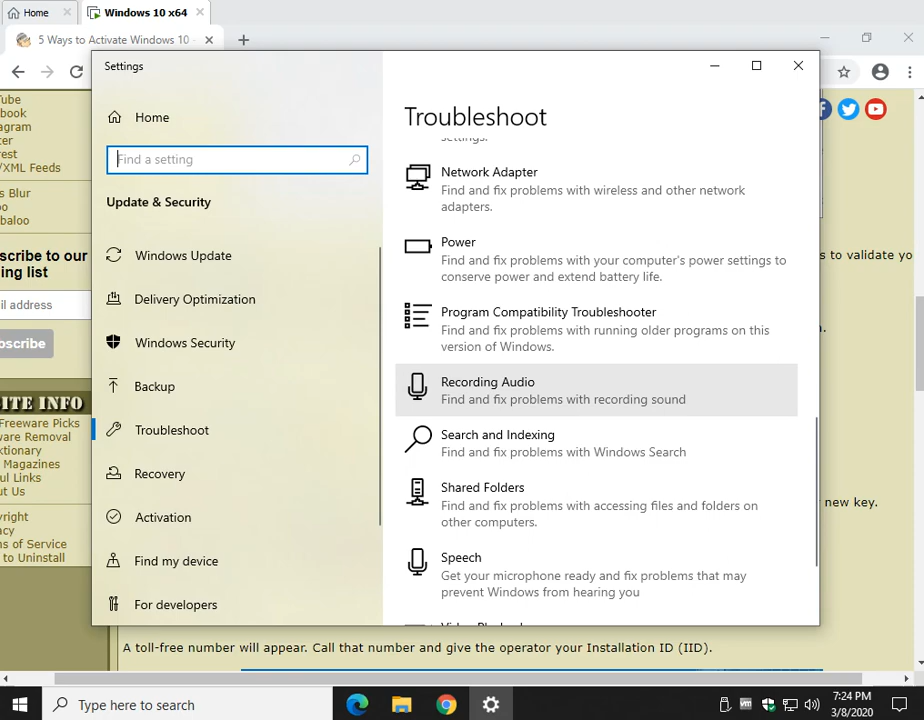 Home
Windows 10 x64
5 Ways to Activate Windows 10 -
Settings
Home
Find a setting
Update & Security
Windows Update
Delivery Optimization
Windows Security
Backup
Troubleshoot
Recovery
Activation
Find my device
For developers
Troubleshoot
settings.
Network Adapter
Find and fix problems with wireless and other network
adapters.
Power
Find and fix problems with your computer's power settings to
conserve power and extend battery life.
Program Compatibility Troubleshooter
Find and fix problems with running older programs on this
version of Windows.
Recording Audio
Find and fix problems with recording sound
Search and Indexing
Find and fix problems with Windows Search
Shared Folders
Find and fix problems with accessing files and folders on
other computers.
Speech
Get your microphone ready and fix problems that may
prevent Windows from hearing you
Tube
book
agram
ter
rest
/XML Feeds
s Blur
oo
baloo
scribe to our
ing list
il address
scribe
ITE INFO
Freeware Picks
ware Removal
ktionary
Magazines
ful Links
ut Us
yright
acy
ms of Service
to Uninstall
s to validate yo
n.
new key.
A toll-free number will appear. Call that number and give the operator your Installation ID (IID).
Type here to search
vm
7:24 PM
3/8/2020